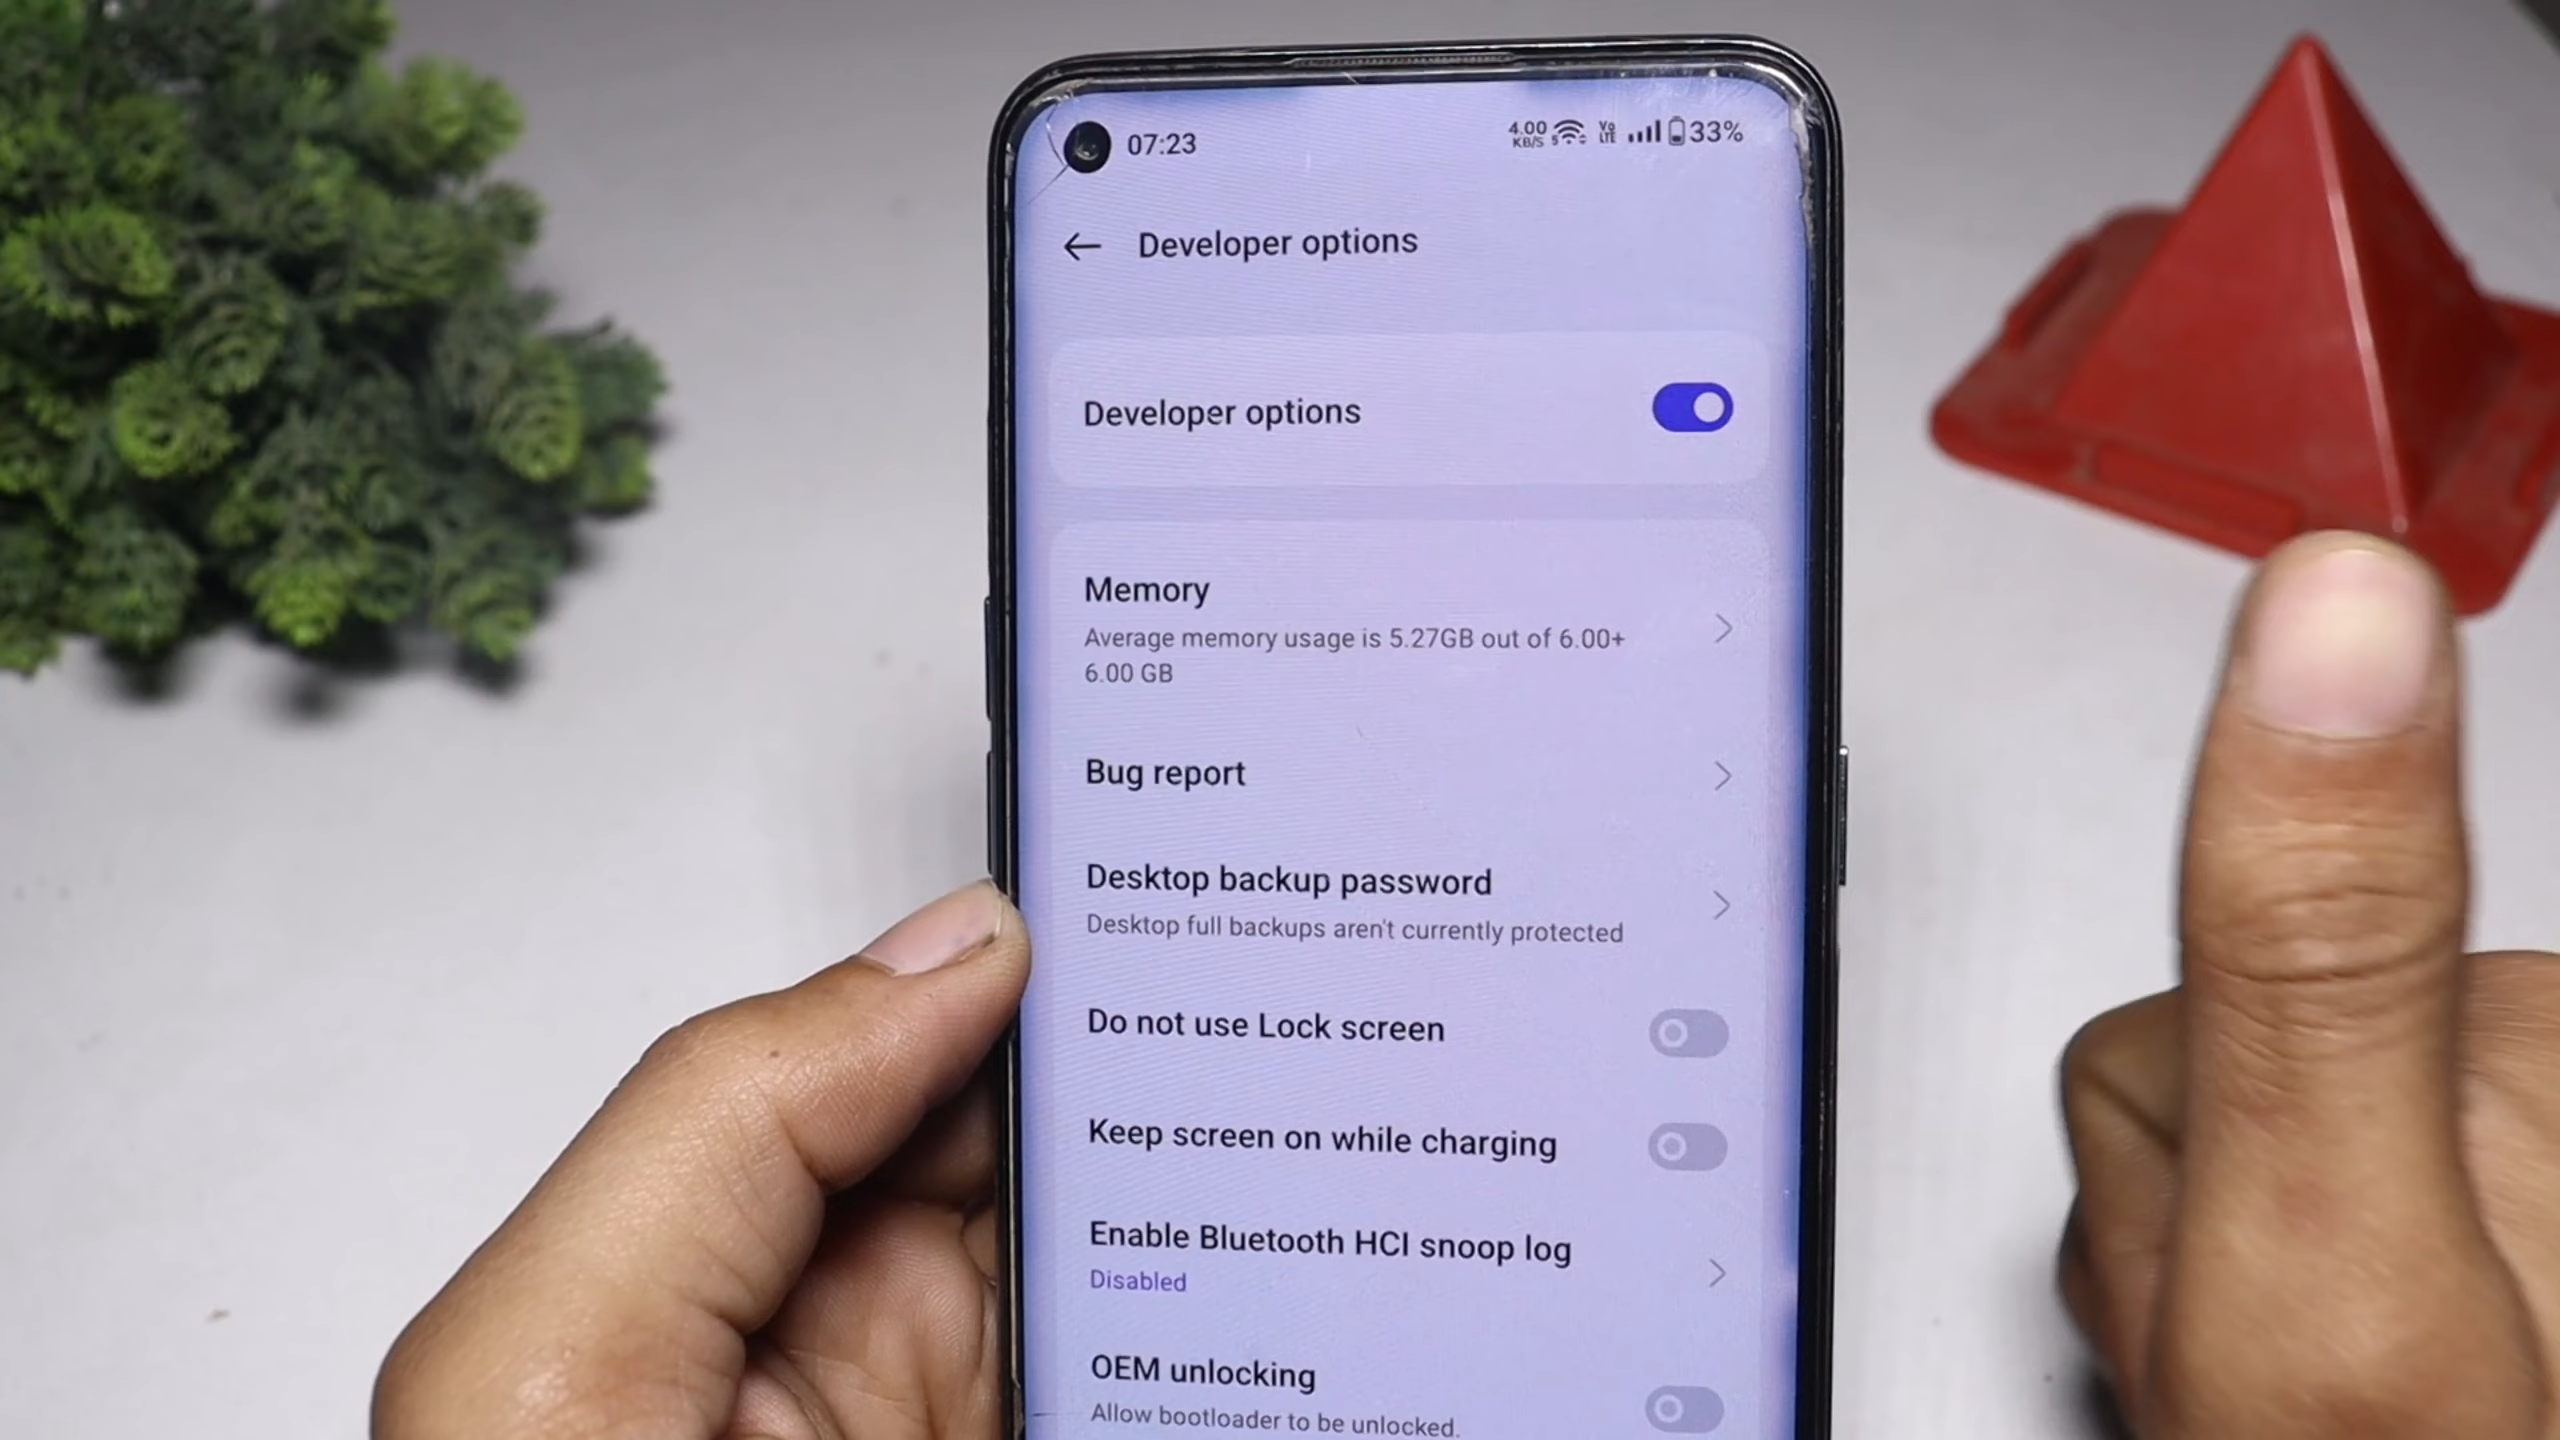 07:23
4.00
KB/S 5 Vo
LTE 33%
Developer options
Developer options
Memory
Average memory usage is 5.27GB out of 6.00+
6.00 GB
Bug report
Desktop backup password
Desktop full backups aren't currently protected
Do not use Lock screen
Keep screen on while charging
Enable Bluetooth HCI snoop log
Disabled
OEM unlocking
Allow bootloader to be unlocked.